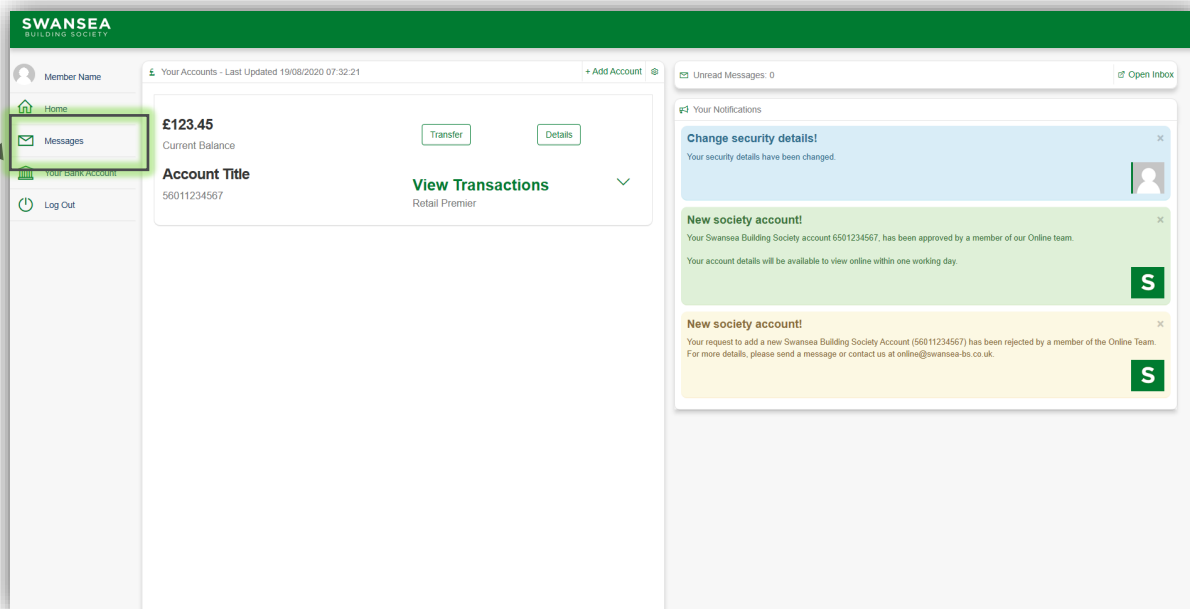 SWANSEA
BUILDING SOCIETY
Member Name
Home
Messages
Your Bank Account
Log Out
£ Your Accounts - Last Updated 19/08/2020 07:32:21
+ Add Account
£123.45
Current Balance
Transfer
Details
Account Title
56011234567
View Transactions
Retail Premier
Unread Messages: 0
Open Inbox
Your Notifications
Change security details!
×
Your security details have been changed.
New society account!
×
Your Swansea Building Society account 6501234567, has been approved by a member of our Online team.
Your account details will be available to view online within one working day.
S
New society account!
×
Your request to add a new Swansea Building Society Account (56011234567) has been rejected by a member of the Online Team.
For more details, please send a message or contact us at online@swansea-bs.co.uk.
S